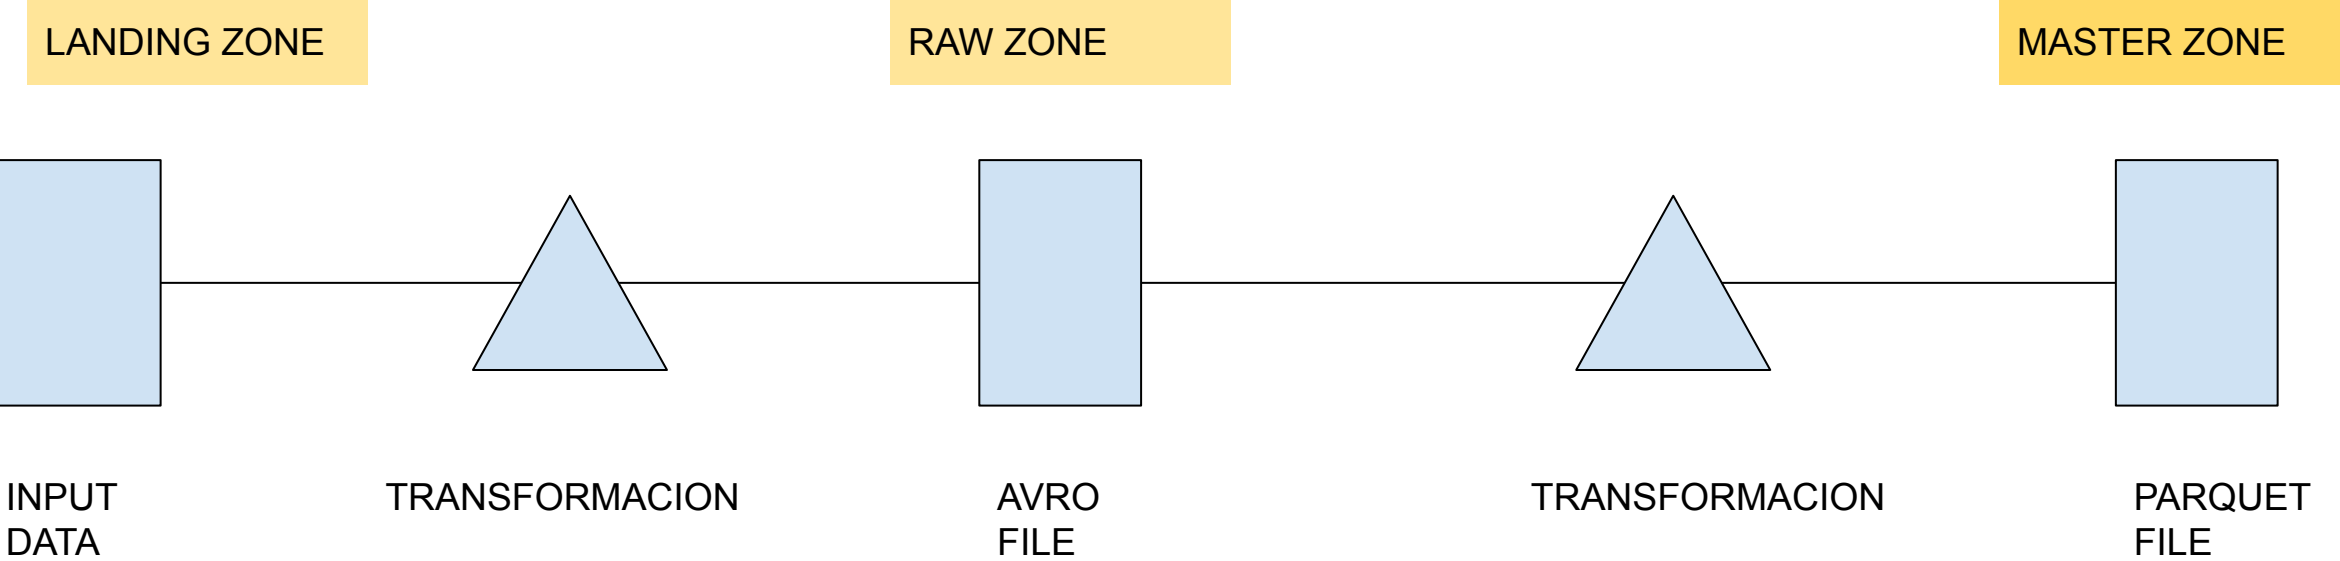 LANDING ZONE
RAW ZONE
MASTER ZONE
INPUT
DATA
TRANSFORMACION
AVRO
FILE
TRANSFORMACION
PARQUET
FILE